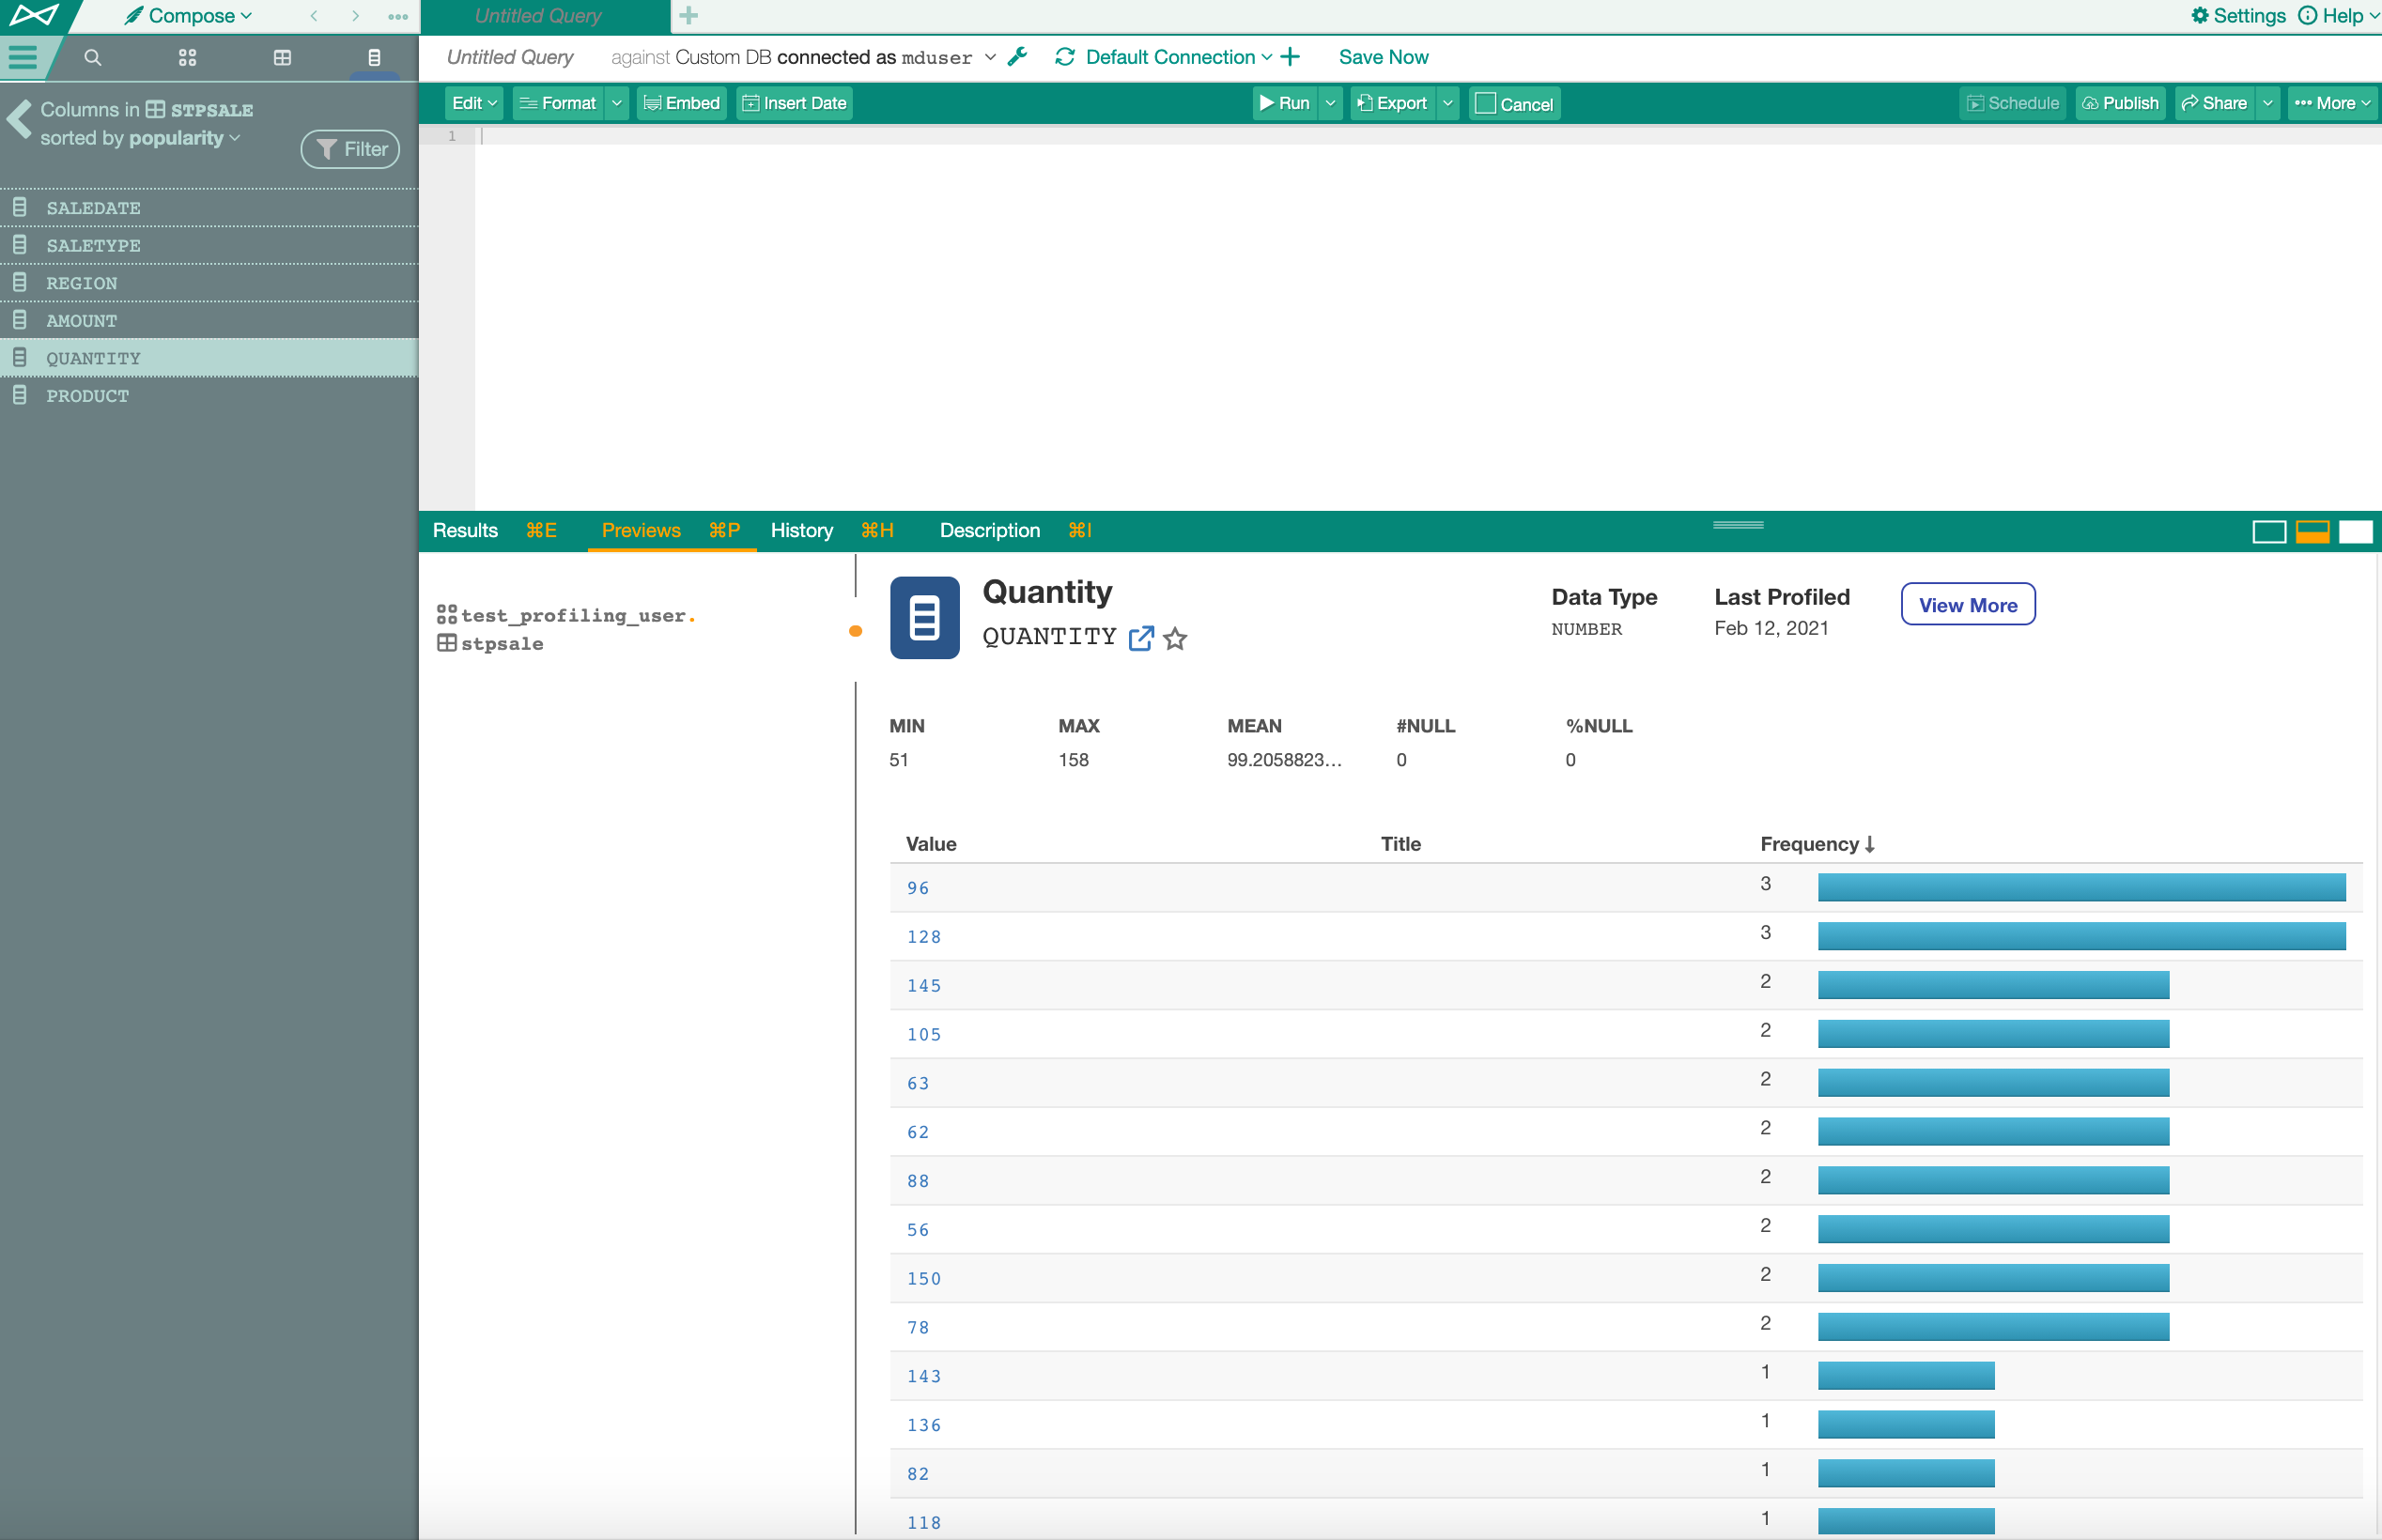 Compose
Untitled Query
Settings Help
Untitled Query against Custom DB connected as mduser Default Connection Save Now
Columns in STPSALE
sorted by popularity
Filter
Edit Format Embed Insert Date Run Export Cancel Schedule Publish Share More
1
SALEDATE
SALETYPE
REGION
AMOUNT
QUANTITY
PRODUCT
Results ⌘E Previews ⌘P History ⌘H Description ⌘I
test_profiling_user.
stpsale
Quantity
QUANTITY
Data Type
NUMBER
Last Profiled
Feb 12, 2021
View More
MIN MAX MEAN #NULL %NULL
51 158 99.2058823... 0 0
Value Title Frequency
96 3
128 3
145 2
105 2
63 2
62 2
88 2
56 2
150 2
78 2
143 1
136 1
82 1
118 1